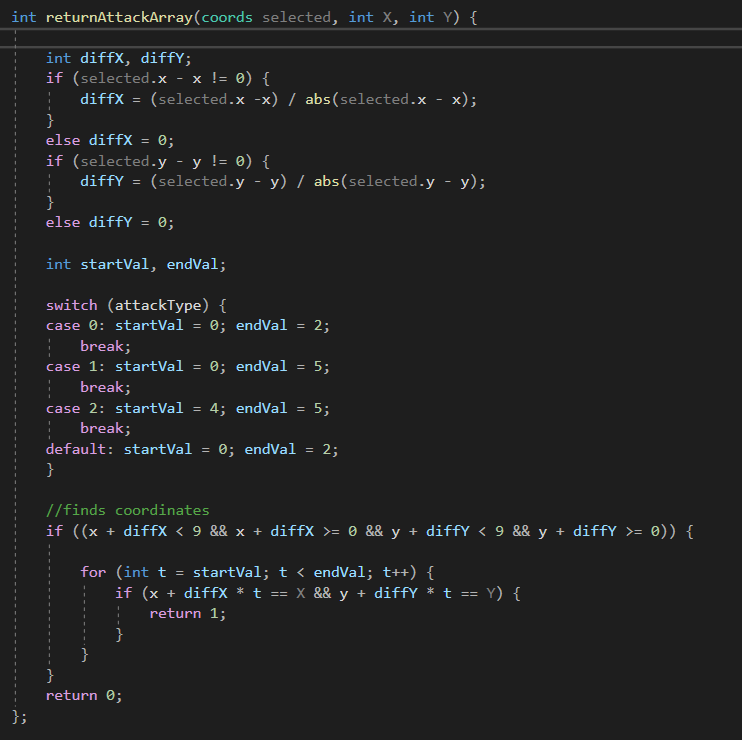 int returnAttackArray(coords selected, int X, int Y) {
int diffX, diffY;
if (selected.x - x != 0) {
diffX = (selected.x -x) / abs(selected.x - x);
}
else diffX = 0;
if (selected.y - y != 0) {
diffY = (selected.y - y) / abs(selected.y - y);
}
else diffY = 0;
int startVal, endVal;
switch (attackType) {
case 0: startVal = 0; endVal = 2;
break;
case 1: startVal = 0; endVal = 5;
break;
case 2: startVal = 4; endVal = 5;
break;
default: startVal = 0; endVal = 2;
}
//finds coordinates
if ((x + diffX < 9 && x + diffX >= 0 && y + diffY < 9 && y + diffY >= 0)) {
for (int t = startVal; t < endVal; t++) {
if (x + diffX * t == X && y + diffY * t == Y) {
return 1;
}
}
}
return 0;
};